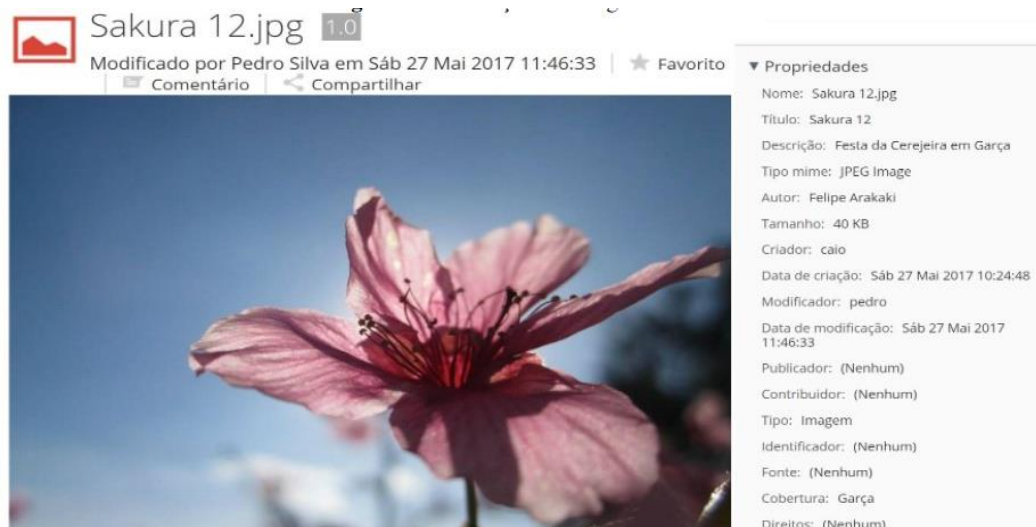 Sakura 12.jpg 1.0
Modificado por Pedro Silva em Sáb 27 Mai 2017 11:46:33 Favorito
Comentário Compartilhar
Propriedades
Nome: Sakura 12.jpg
Título: Sakura 12
Descrição: Festa da Cerejeira em Garça
Tipo mime: JPEG Image
Autor: Felipe Arakaki
Tamanho: 40 KB
Criador: caio
Data de criação: Sáb 27 Mai 2017 10:24:48
Modificador: pedro
Data de modificação: Sáb 27 Mai 2017
11:46:33
Publicador: (Nenhum)
Contribuidor: (Nenhum)
Tipo: Imagem
Identificador: (Nenhum)
Fonte: (Nenhum)
Cobertura: Garça
Direitos: (Nenhum)